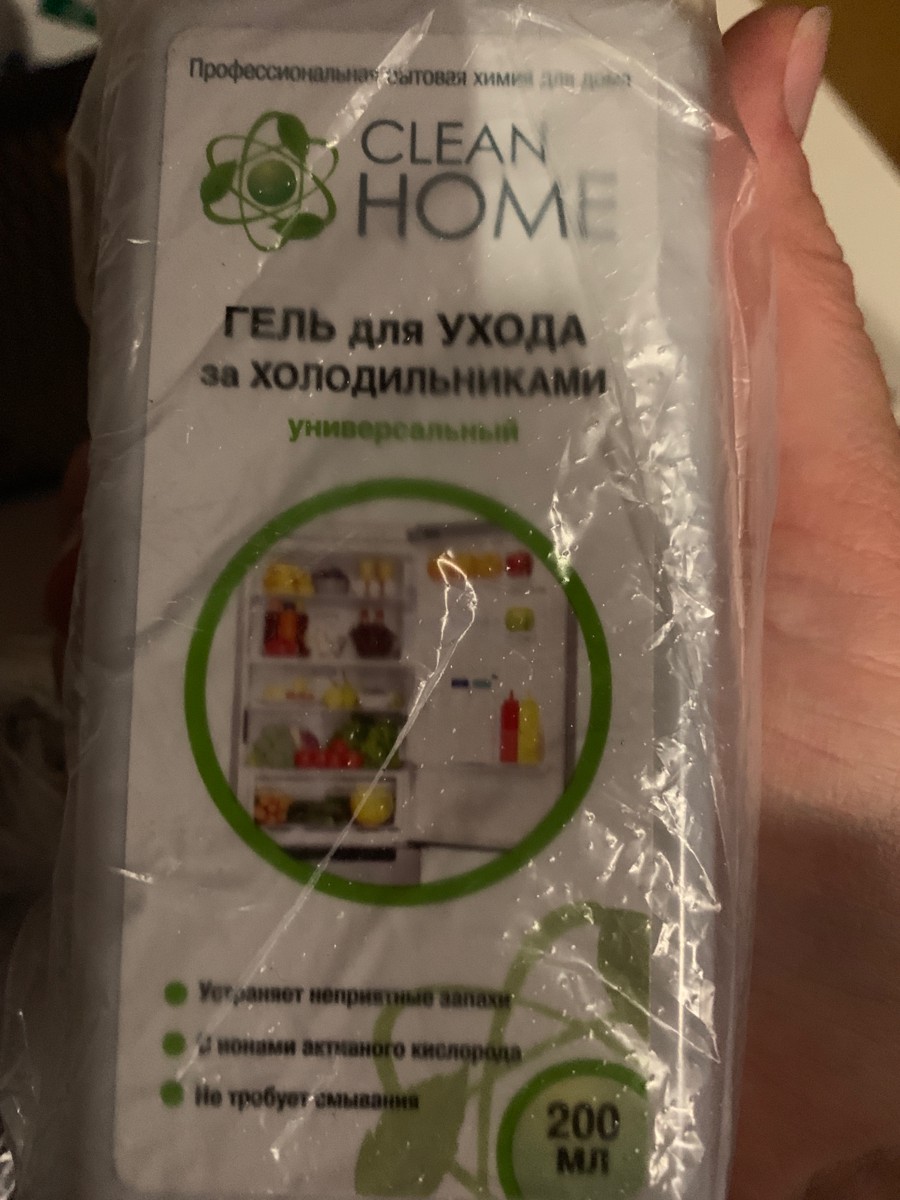 Профессиональная бытовая химия для дома
CLEAN
HOME
ГЕЛЬ для УХОДА
за ХОЛОДИЛЬНИКАМИ
универсальный
Устраняет неприятные запахи
С ионами активного кислорода
Не требует смывания
200
МЛ